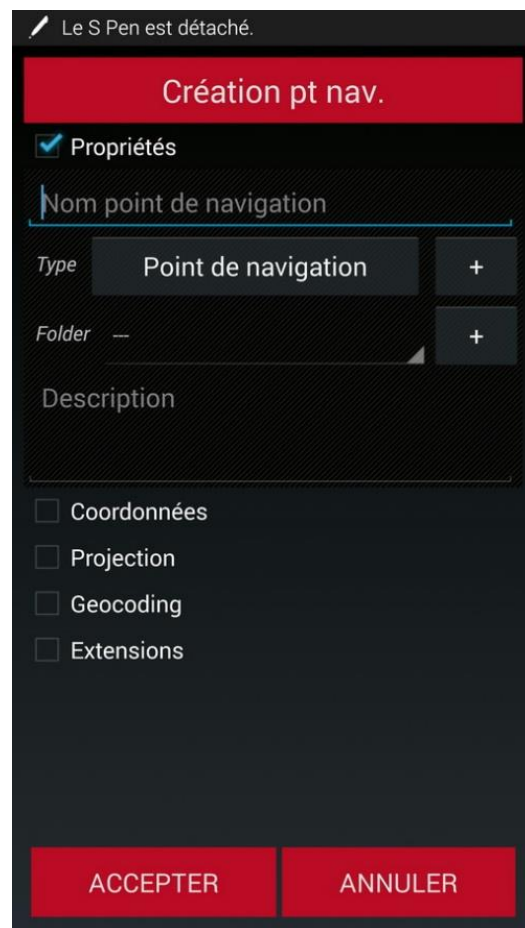 Le S Pen est détaché.
Création pt nav.
Propriétés
Nom point de navigation
Type Point de navigation +
Folder --- +
Description
Coordonnées
Projection
Geocoding
Extensions
ACCEPTER ANNULER